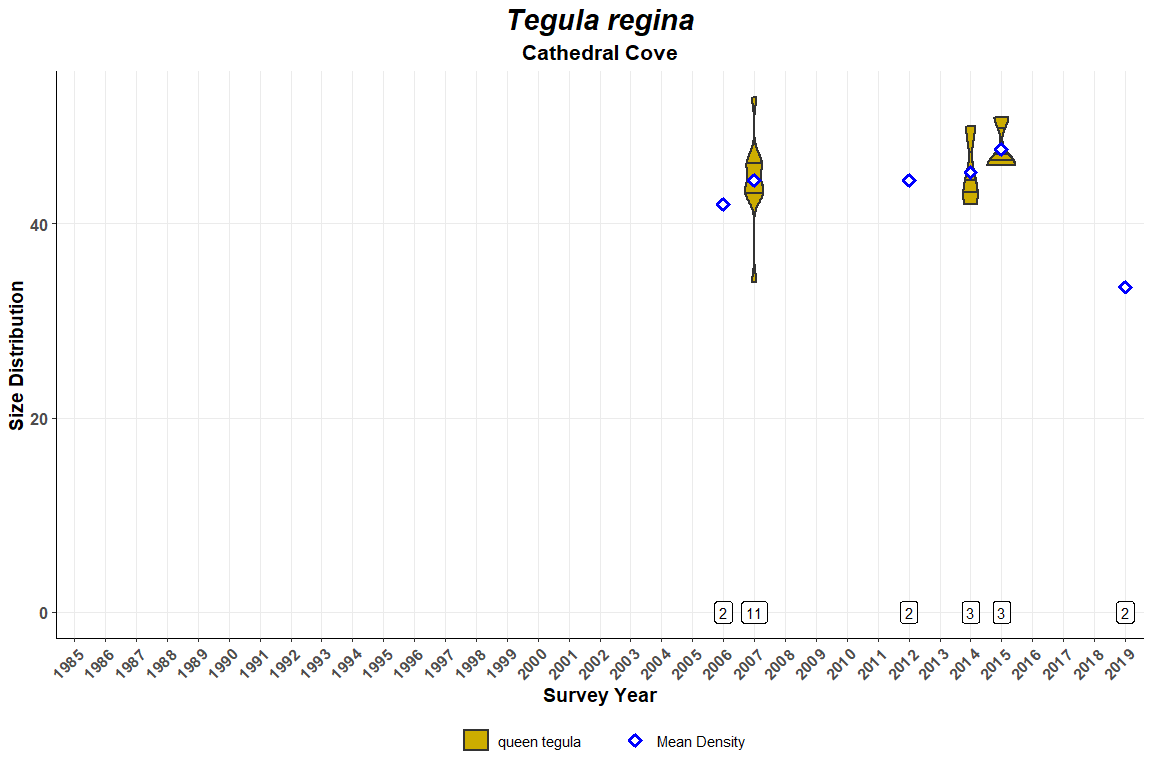 Tegula regina
Cathedral Cove
Size Distribution
40
20
0
2 11 2 3 3 2
1985 1986 1987 1988 1989 1990 1991 1992 1993 1994 1995 1996 1997 1998 1999 2000 2001 2002 2003 2004 2005 2006 2007 2008 2009 2010 2011 2012 2013 2014 2015 2016 2017 2018 2019
Survey Year
queen tegula Mean Density